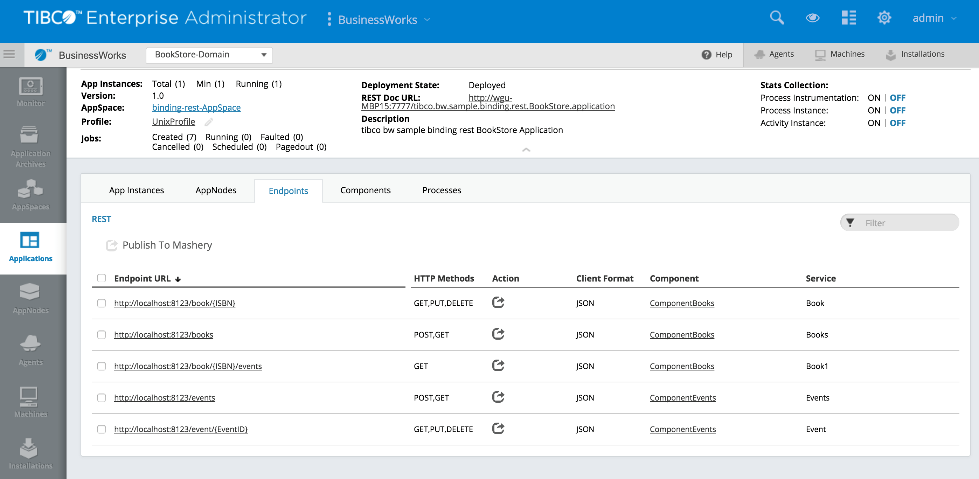 TIBCO™ Enterprise Administrator
BusinessWorks
admin
BusinessWorks
BookStore-Domain
Help
Agents
Machines
Installations
Monitor
Application
Archives
AppSpaces
Applications
AppNodes
Agents
Machines
Installations
App Instances: Total (1) Min (1) Running (1)
Version: 1.0
AppSpace: binding-rest-AppSpace
Profile: UnixProfile
Jobs: Created (7) Running (0) Faulted (0)
Cancelled (0) Scheduled (0) Pagedout (0)
Deployment State: Deployed
REST Doc URL: http://wgu-
MBP15:7777/tibco.bw.sample.binding.rest.BookStore.application
Description:
tibco bw sample binding rest BookStore Application
Stats Collection:
Process Instrumentation: ON | OFF
Process Instance: ON | OFF
Activity Instance: ON | OFF
App Instances AppNodes Endpoints Components Processes
REST
Filter
Publish To Mashery
Endpoint URL HTTP Methods Action Client Format Component Service
http://localhost:8123/book/{ISBN} GET,PUT,DELETE JSON ComponentBooks Book
http://localhost:8123/books POST,GET JSON ComponentBooks Books
http://localhost:8123/book/{ISBN}/events GET JSON ComponentBooks Book1
http://localhost:8123/events POST,GET JSON ComponentEvents Events
http://localhost:8123/event/{EventID} GET,PUT,DELETE JSON ComponentEvents Event